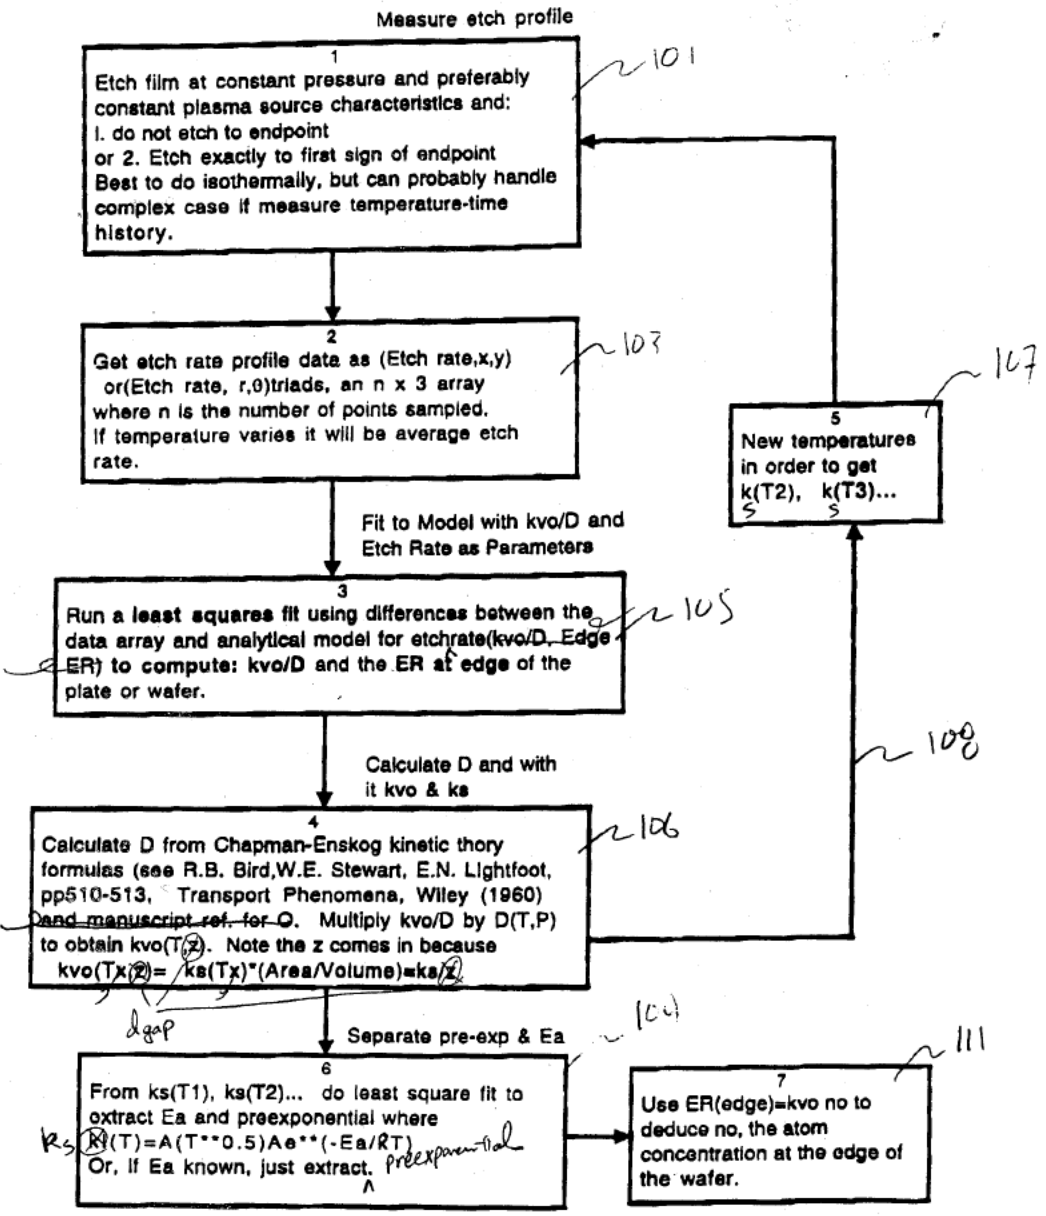 Measure etch profile
101
1
Etch film at constant pressure and preferably
constant plasma source characteristics and:
1. do not etch to endpoint
or 2. Etch exactly to first sign of endpoint
Best to do isothermally, but can probably handle
complex case if measure temperature-time
history.
103
2
Get etch rate profile data as (Etch rate,x,y)
or(Etch rate, r,θ)triads, an n x 3 array
where n is the number of points sampled.
If temperature varies it will be average etch
rate.
107
5
New temperatures
in order to get
k(T2), k(T3)...
s s
Fit to Model with kvo/D and
Etch Rate as Parameters
105
3
Run a least squares fit using differences between the
data array and analytical model for etchrate(kvo/D, Edge
ER) to compute: kvo/D and the ER at edge of the
plate or wafer.
108
Calculate D and with
it kvo & ks
106
4
Calculate D from Chapman-Enskog kinetic thory
formulas (see R.B. Bird,W.E. Stewart, E.N. Lightfoot,
pp510-513, Transport Phenomena, Wiley (1960)
and manuscript ref. for O. Multiply kvo/D by D(T,P)
to obtain kvo(T,z). Note the z comes in because
kvo(Tx,z)= ks(Tx)*(Area/Volume)=ks/z
dgap
Separate pre-exp & Ea
6
From ks(T1), ks(T2)... do least square fit to
extract Ea and preexponential where
ks (T)=A(T**0.5)Ae**(-Ea/RT)
Or, if Ea known, just extract. preexponential
111
7
Use ER(edge)=kvo no to
deduce no, the atom
concentration at the edge of
the wafer.